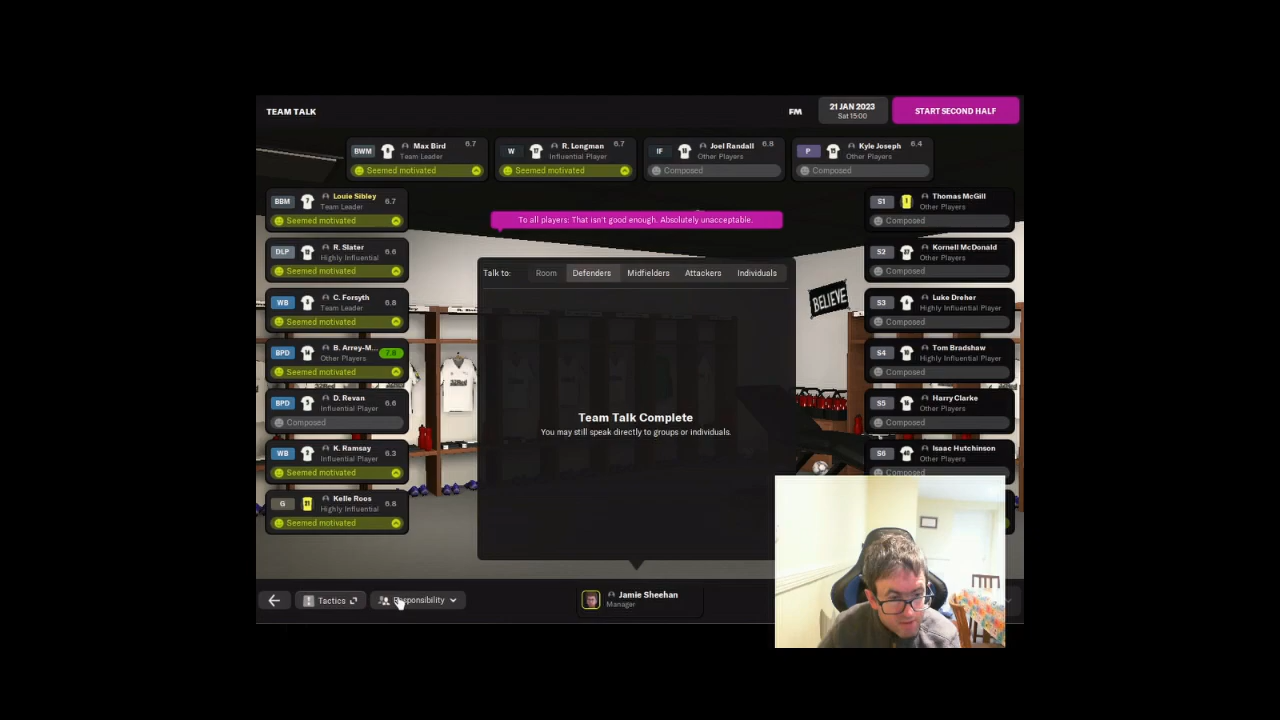 TEAM TALK
FM
21 JAN 2023
Sat 15:00
START SECOND HALF
BWM
8
Max Bird
Team Leader
6.7
Seemed motivated
W
R. Longman
Influential Player
6.7
Seemed motivated
IF
Joel Randall
Other Players
6.8
Composed
P
Kyle Joseph
Other Players
6.4
Composed
BBM
7
Louie Sibley
Team Leader
6.7
Seemed motivated
DLP
R. Slater
Highly Influential
6.6
Seemed motivated
WB
C. Forsyth
Team Leader
6.8
Seemed motivated
BPD
B. Arrey-M...
Other Players
7.8
Seemed motivated
BPD
D. Revan
Influential Player
6.6
Composed
WB
K. Ramsay
Influential Player
6.3
Seemed motivated
G
Kelle Roos
Highly Influential
6.8
Seemed motivated
To all players: That isn't good enough. Absolutely unacceptable.
Talk to:
Room
Defenders
Midfielders
Attackers
Individuals
Team Talk Complete
You may still speak directly to groups or individuals.
BELIEVE
S1
Thomas McGill
Other Players
Composed
S2
Kornell McDonald
Other Players
Composed
S3
Luke Dreher
Highly Influential Player
Composed
S4
Tom Bradshaw
Highly Influential Player
Composed
S5
Harry Clarke
Other Players
Composed
S6
Isaac Hutchinson
Other Players
Composed
Tactics
Responsibility
Jamie Sheehan
Manager